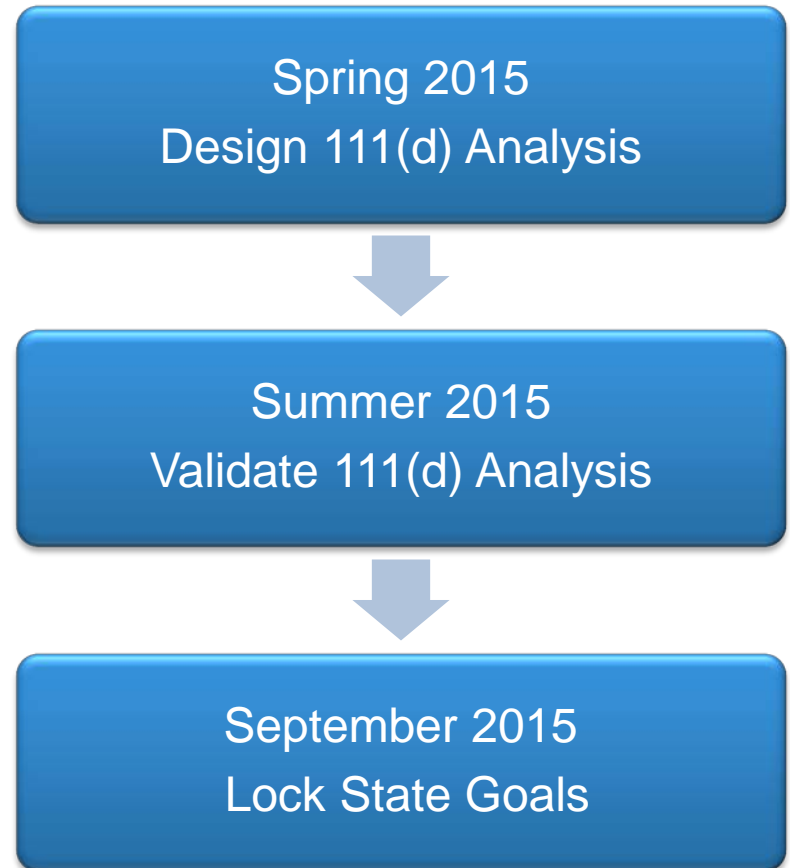 Spring 2015
Design 111(d) Analysis
Summer 2015
Validate 111(d) Analysis
September 2015
Lock State Goals